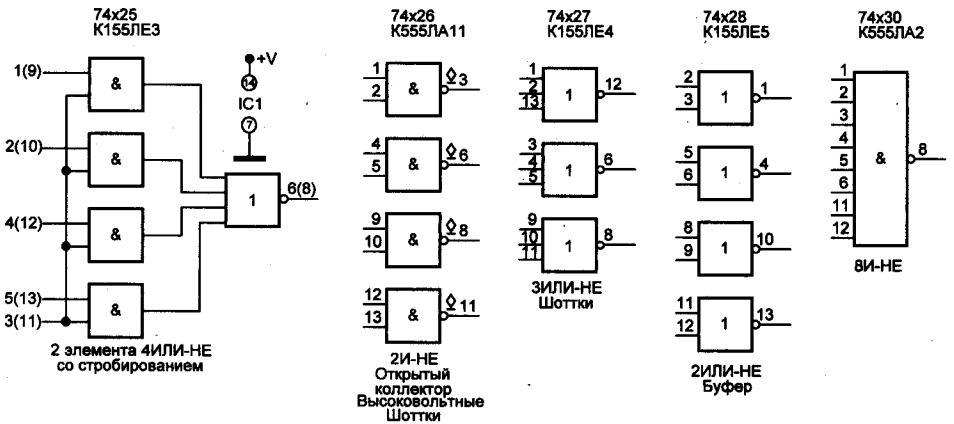 74x25
К155ЛЕ3
1(9)
&
2(10)
&
4(12)
&
5(13)
3(11)
&
+V
14
IC1
7
1
6(8)
2 элемента 4ИЛИ-НЕ
со стробированием
74x26
К555ЛА11
1
2
&
3
4
5
&
6
9
10
&
8
12
13
&
11
2И-НЕ
Открытый
коллектор
Высоковольтные
Шоттки
74x27
К155ЛЕ4
1
2
13
1
12
3
4
5
1
6
9
10
11
1
8
3ИЛИ-НЕ
Шоттки
74x28
К155ЛЕ5
2
3
1
1
5
6
1
4
8
9
1
10
11
12
1
13
2ИЛИ-НЕ
Буфер
74x30
К555ЛА2
1
2
3
4
5
6
11
12
&
8
8И-НЕ